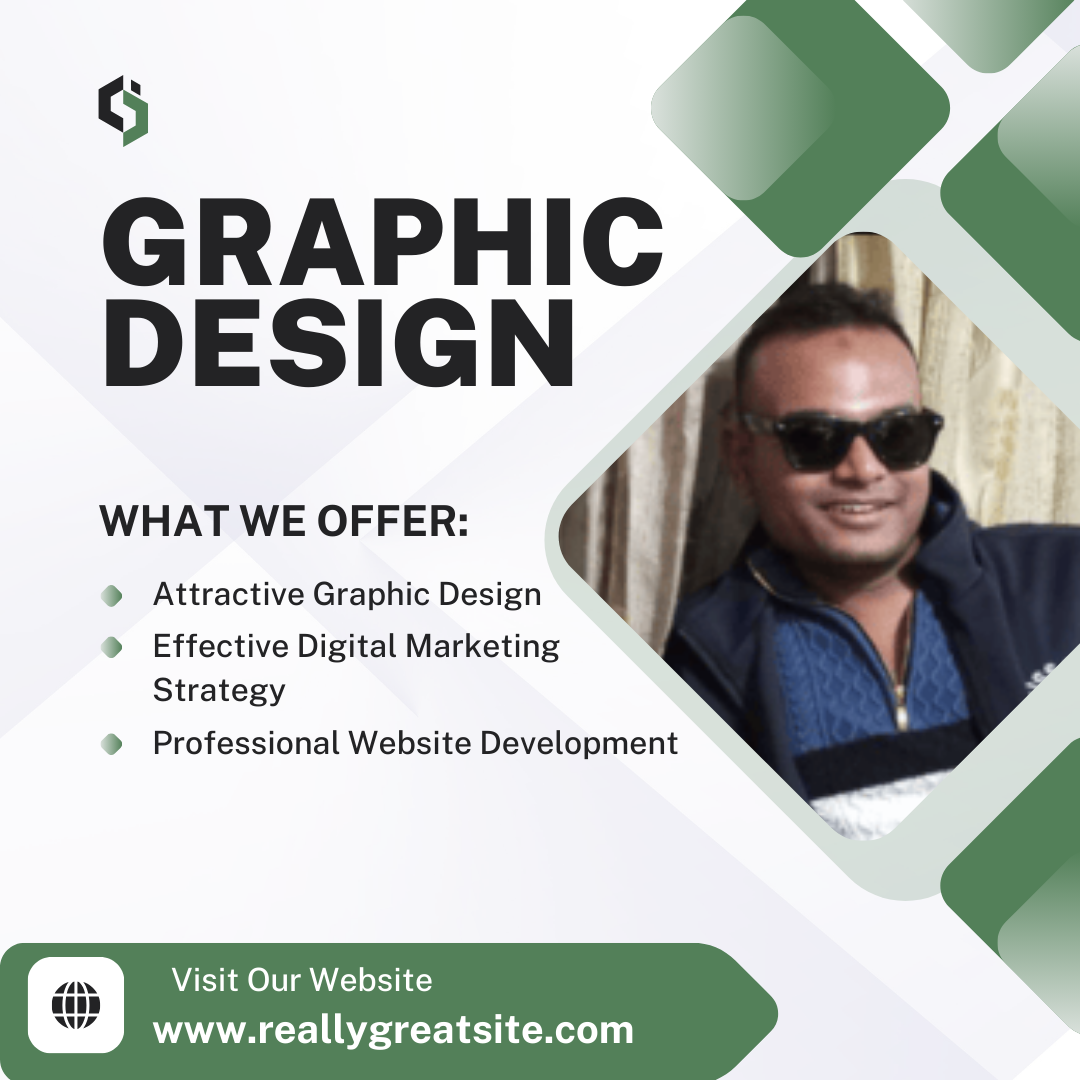 GRAPHIC
DESIGN
WHAT WE OFFER:
Attractive Graphic Design
Effective Digital Marketing
Strategy
Professional Website Development
Visit Our Website
www.reallygreatsite.com